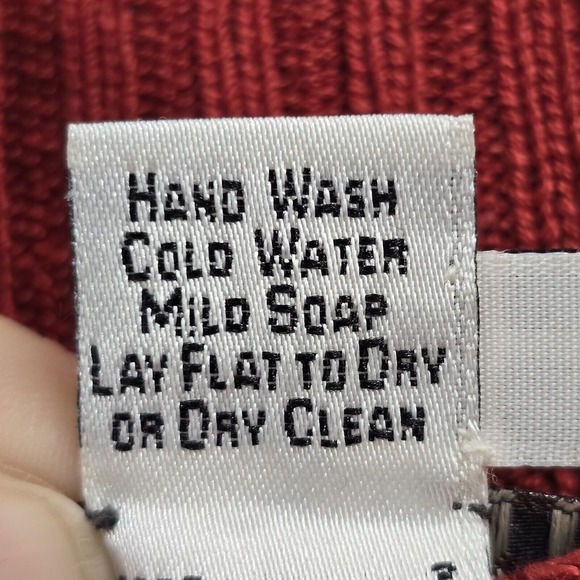 HAND WASH
COLD WATER
MILD SOAP
LAY FLAT TO DRY
OR DRY CLEAN